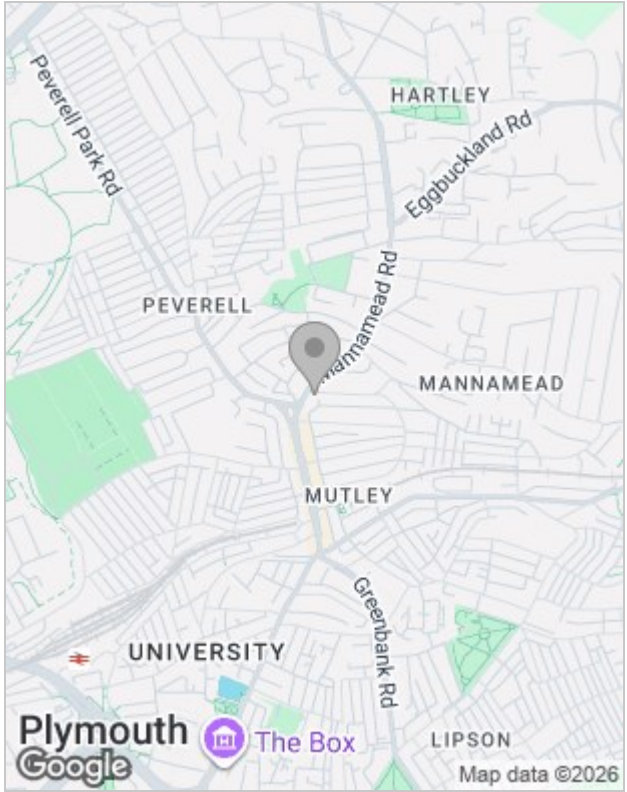 HARTLEY
Peverell Park Rd
Eggbuckland Rd
Mannamead Rd
PEVERELL
MANNAMEAD
MUTLEY
Greenbank Rd
UNIVERSITY
Plymouth
The Box
LIPSON
Google
Map data ©2026